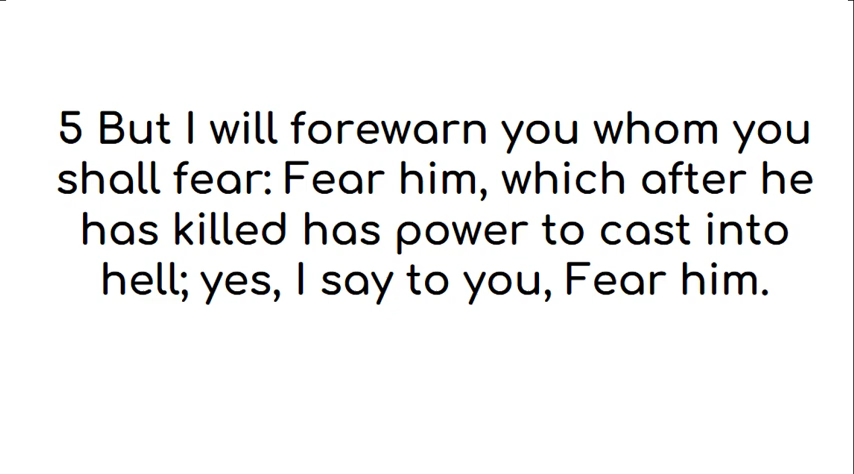 5 But I will forewarn you whom you
shall fear: Fear him, which after he
has killed has power to cast into
hell; yes, I say to you, Fear him.